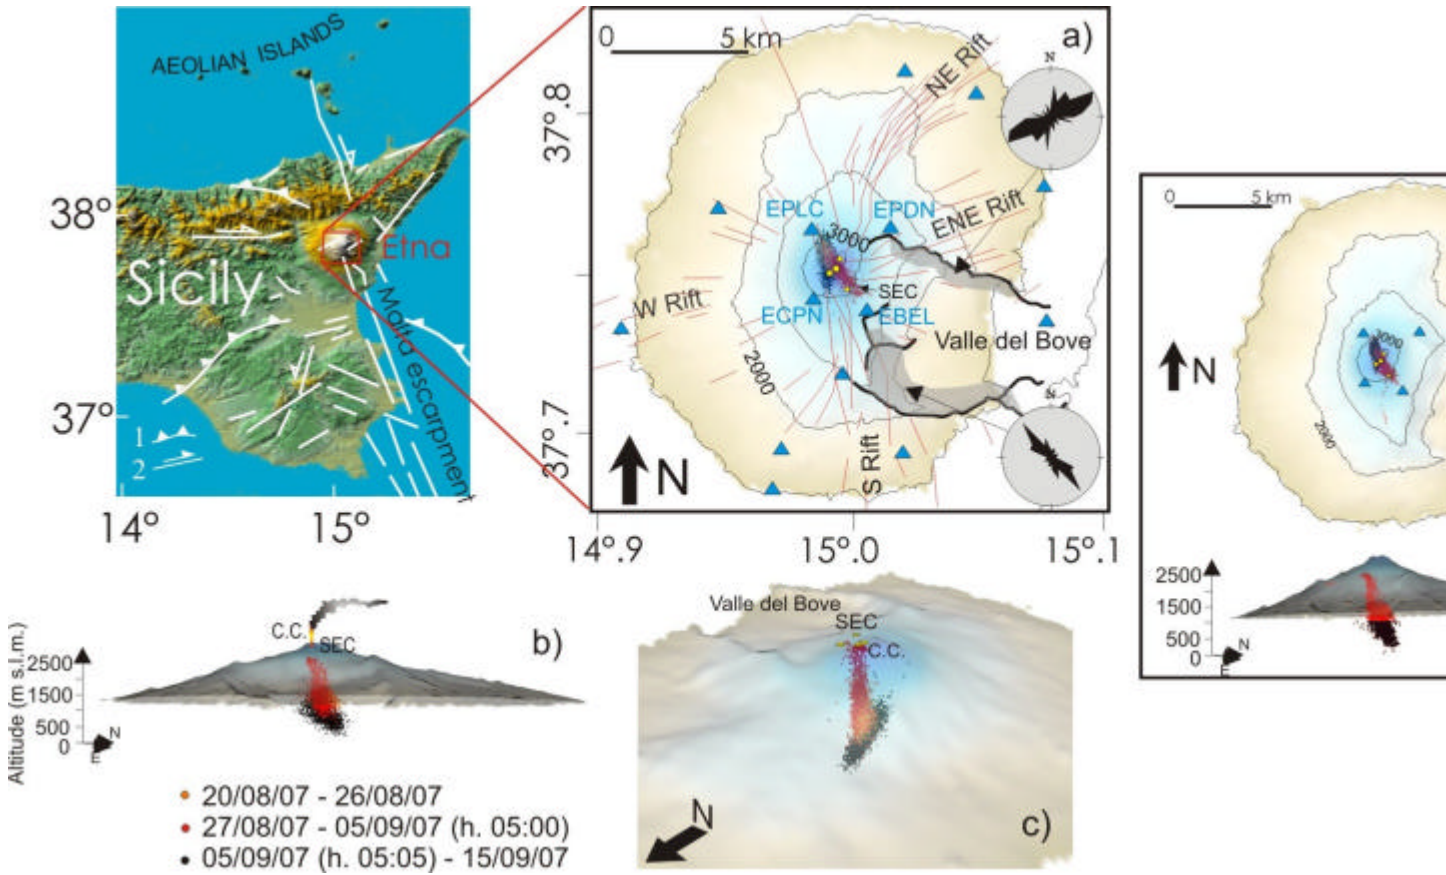 AEOLIAN ISLANDS
38°
Sicily
Etna
Malta escarpment
37°
1
2
14°
15°
0 5 km
a)
NE Rift
N
37°.8
EPLC
EPDN
3000
ENE Rift
W Rift
SEC
ECPN
EBEL
Valle del Bove
2000
37°.7
S Rift
N
N
14°.9
15°.0
15°.1
0 5 km
3000
N
2000
2500
1500
500
0
N
E
C.C.
SEC
b)
Altitude (m s.l.m.)
2500
1500
500
0
N
E
20/08/07 - 26/08/07
27/08/07 - 05/09/07 (h. 05:00)
05/09/07 (h. 05:05) - 15/09/07
Valle del Bove
SEC
C.C.
N
c)